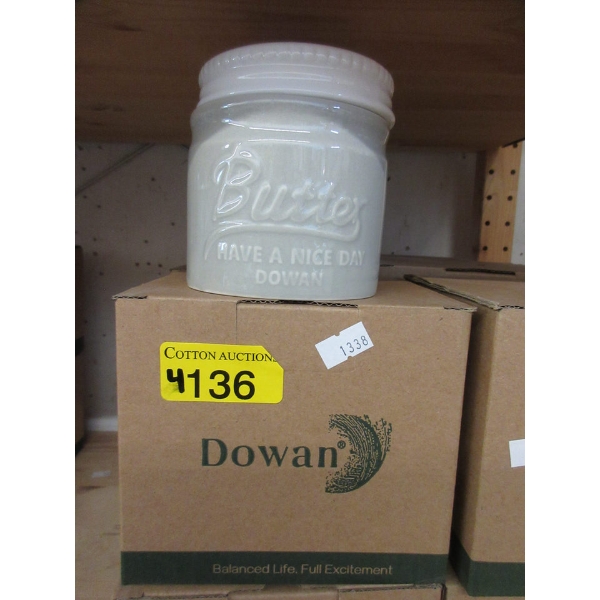 Butter
HAVE A NICE DAY
DOWAN
COTTON AUCTIONS
4136
1338
Dowan®
Balanced Life, Full Excitement